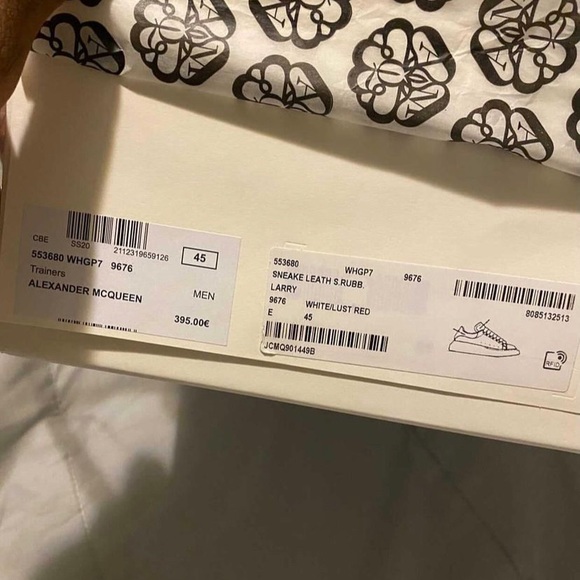 CBE
SS20
2112319659126
553680 WHGP7 9676
45
Trainers
ALEXANDER MCQUEEN
MEN
395.00€
553680 WHGP7 9676
SNEAKE LEATH S.RUBB.
LARRY
9676 WHITE/LUST RED
E 45
JCMQ901449B
8085132513
RFID